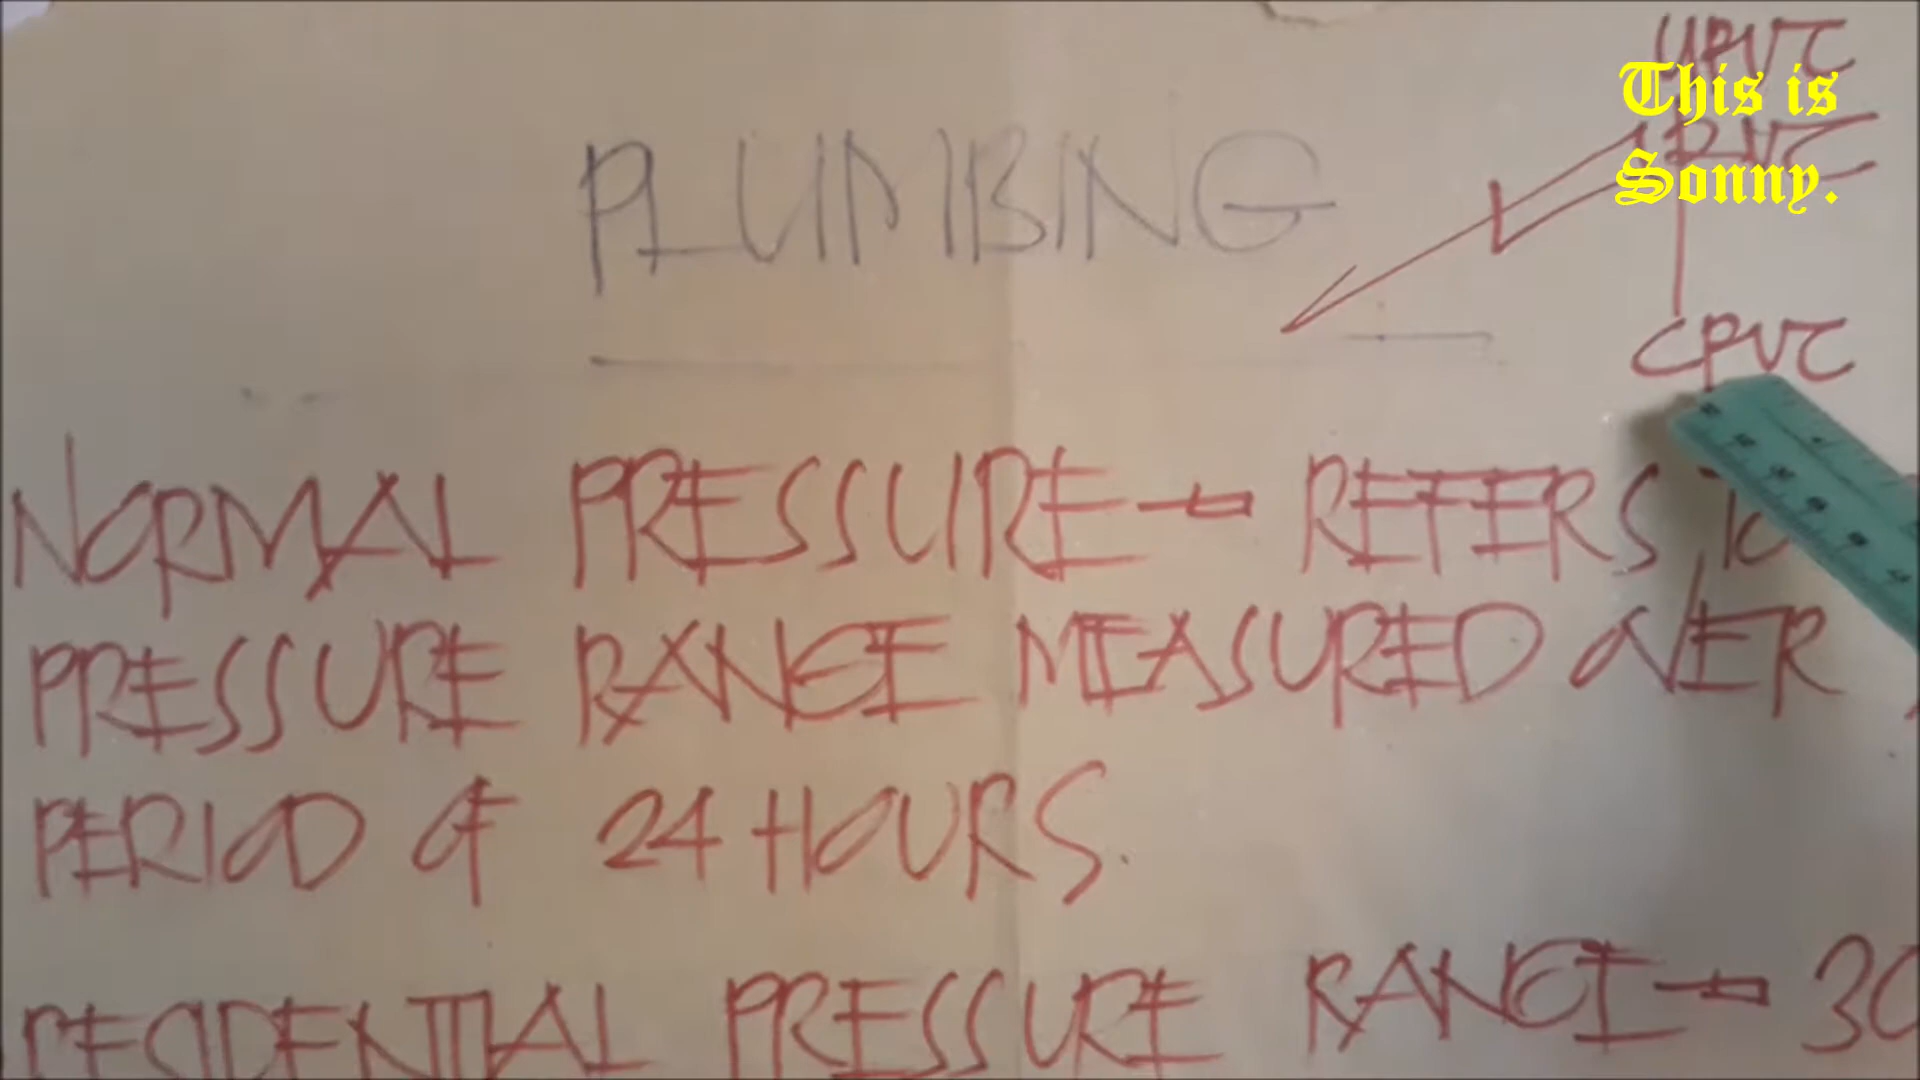 UPVC
This is
Sonny.
PLUMBING
CPVC
NORMAL PRESSURE - REFERS TO
PRESSURE RANGE MEASURED OVER
PERIOD OF 24 HOURS.
RESIDENTIAL PRESSURE RANGE - 30